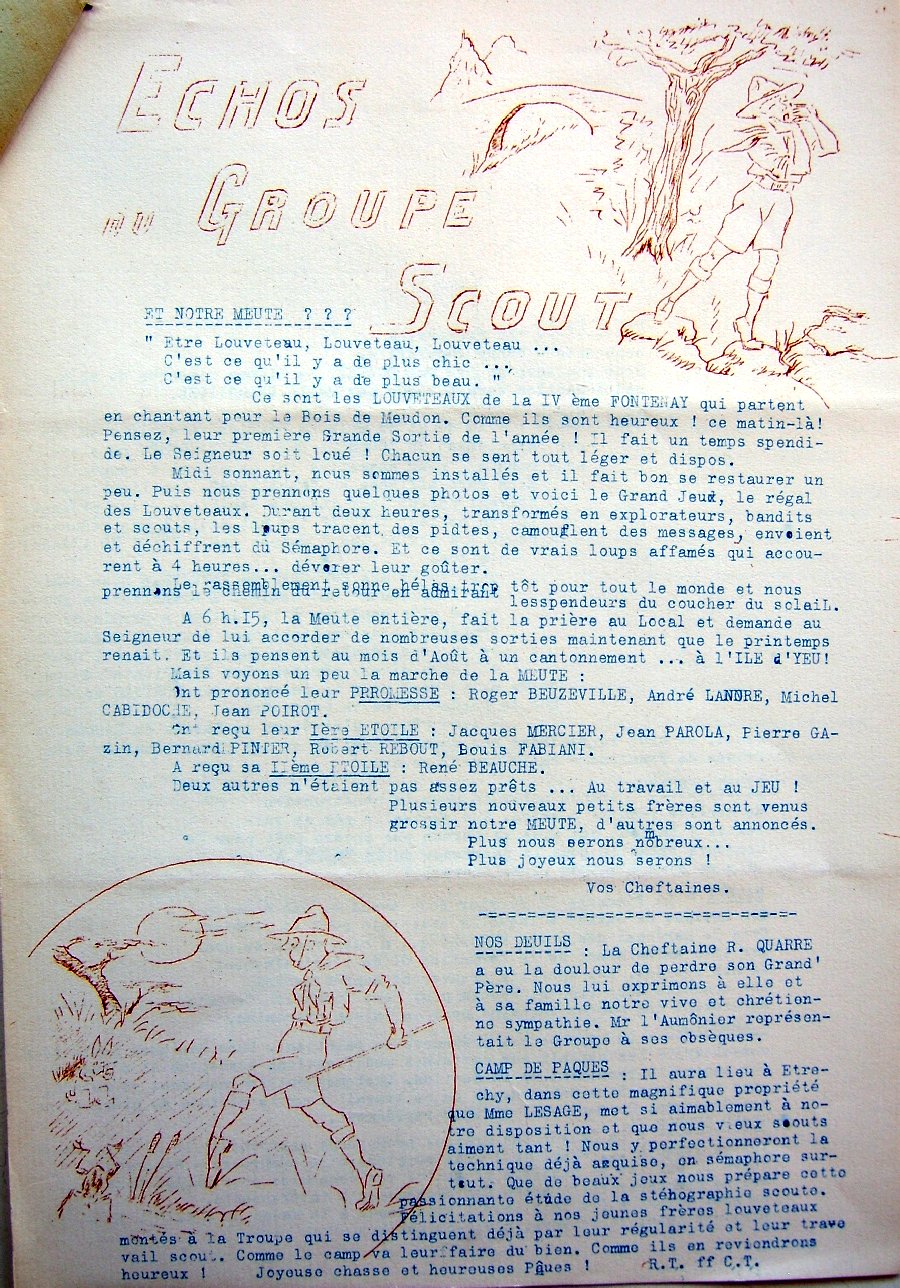 ECHOS
DU GROUPE
SCOUT
ET NOTRE MEUTE ? ? ?
" Etre Louveteau, Louveteau, Louveteau ...
C'est ce qu'il y a de plus chic ...
C'est ce qu'il y a de plus beau. "
Ce sont les LOUVETEAUX de la IV ème FONTENAY qui partent
en chantant pour le Bois de Meudon. Comme ils sont heureux ! ce matin-là!
Pensez, leur première Grande Sortie de l'année ! Il fait un temps spendi-
de. Le Seigneur soit loué ! Chacun se sent tout léger et dispos.
Midi sonnant, nous sommes installés et il fait bon se restaurer un
peu. Puis nous prennons quelques photos et voici le Grand Jeux, le régal
des Louveteaux. Durant deux heures, transformés en explorateurs, bandits
et scouts, les loups tracent des pidtes, camouflent des messages, envoient
et déchiffrent du Sémaphore. Et ce sont de vrais loups affamés qui accou-
rent à 4 heures... dévorer leur goûter.
Le rassemblement sonne hélas trop tôt pour tout le monde et nous
prennons le chemin du retour en admirant lesspendeurs du coucher du solaiL.
A 6 h.I5, la Meute entière, fait la prière au Local et demande au
Seigneur de lui accorder de nombreuses sorties maintenant que le printemps
renait. Et ils pensent au mois d'Août à un cantonnement ... à l'ILE d'YEU!
Mais voyons un peu la marche de la MEUTE :
Ont prononcé leur PRROMESSE : Roger BEUZEVILLE, André LANDRE, Michel
CABIDOCHE, Jean POIROT.
Ont reçu leur Ière ETOILE : Jacques MERCIER, Jean PAROLA, Pierre GA-
zin, Bernard PINTER, Robert REBOUT, Bouis FABIANI.
A reçu sa IIème ETOILE : René BEAUCHE.
Deux autres n'étaient pas assez prêts ... Au travail et au JEU !
Plusieurs nouveaux petits frères sont venus
grossir notre MEUTE, d'autres sont annoncés.
Plus nous serons nombreux...
Plus joyeux nous serons !
Vos Cheftaines.
-=-=-=-=-=-=-=-=-=-=-=-=-=-=-=-=-
NOS DEUILS : La Cheftaine R. QUARRE
a eu la douleur de perdre son Grand'
Père. Nous lui exprimons à elle et
à sa famille notre vive et chrétien-
ne sympathie. Mr l'Aumônier représen-
tait le Groupe à ses obsèques.
CAMP DE PAQUES : Il aura lieu à Etre-
chy, dans cette magnifique propriété
que Mme LESAGE, met si aimablement à no-
tre disposition et que nous vieux scouts
aiment tant ! Nous y perfectionneront la
technique déjà acquise, en sémaphore sur-
tout. Que de beaux jeux nous prépare cette
passionnante étude de la sténographie scoute.
Félicitations à nos jeunes frères louveteaux
montés à la Troupe qui se distinguent déjà par leur régularité et leur trave
vail scout. Comme le camp va leur faire du bien. Comme ils en reviendrons
heureux ! Joyeuse chasse et heureuses Pâques ! R.T. ff C.T.